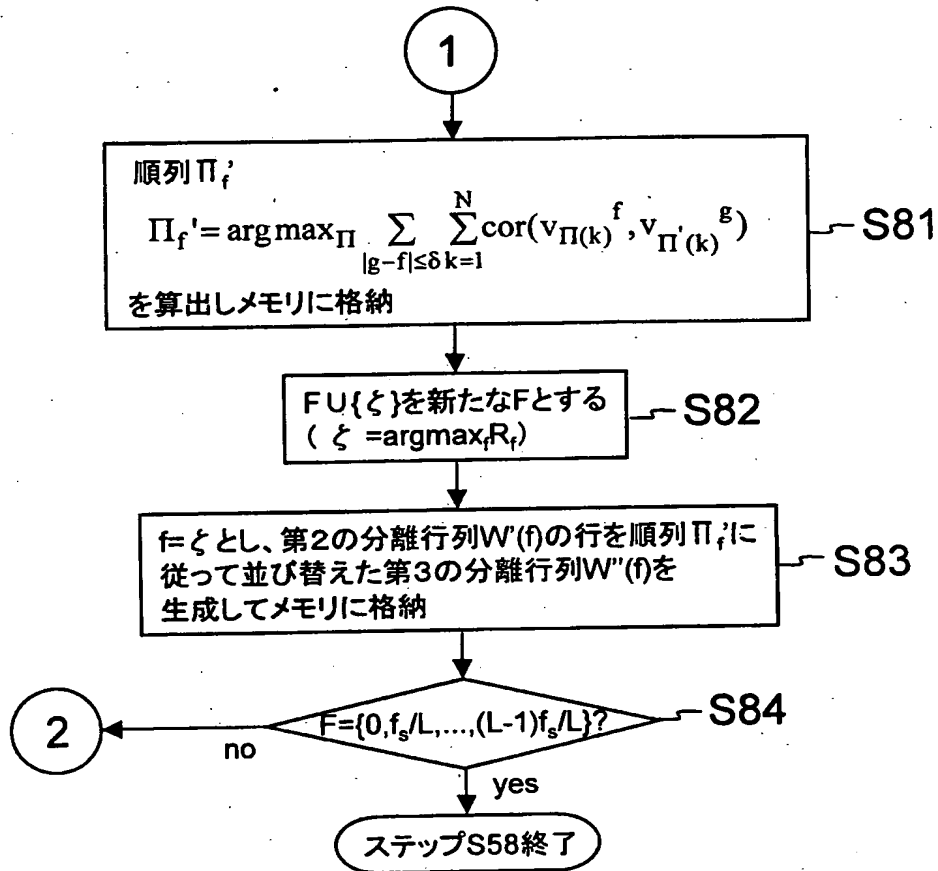 1
順列Π_f'
Π_f'=argmax_Π Σ_{|g-f|≤δ} Σ_{k=1}^{N} cor(v_{Π(k)}^f, v_{Π'(k)}^g)
を算出しメモリに格納
S81
F∪{ζ}を新たなFとする
( ζ =argmax_f R_f)
S82
f=ζとし、第2の分離行列W'(f)の行を順列Π_f'に
従って並び替えた第3の分離行列W''(f)を
生成してメモリに格納
S83
F={0,f_s/L,...,(L-1)f_s/L}?
S84
2
no
yes
ステップS58終了